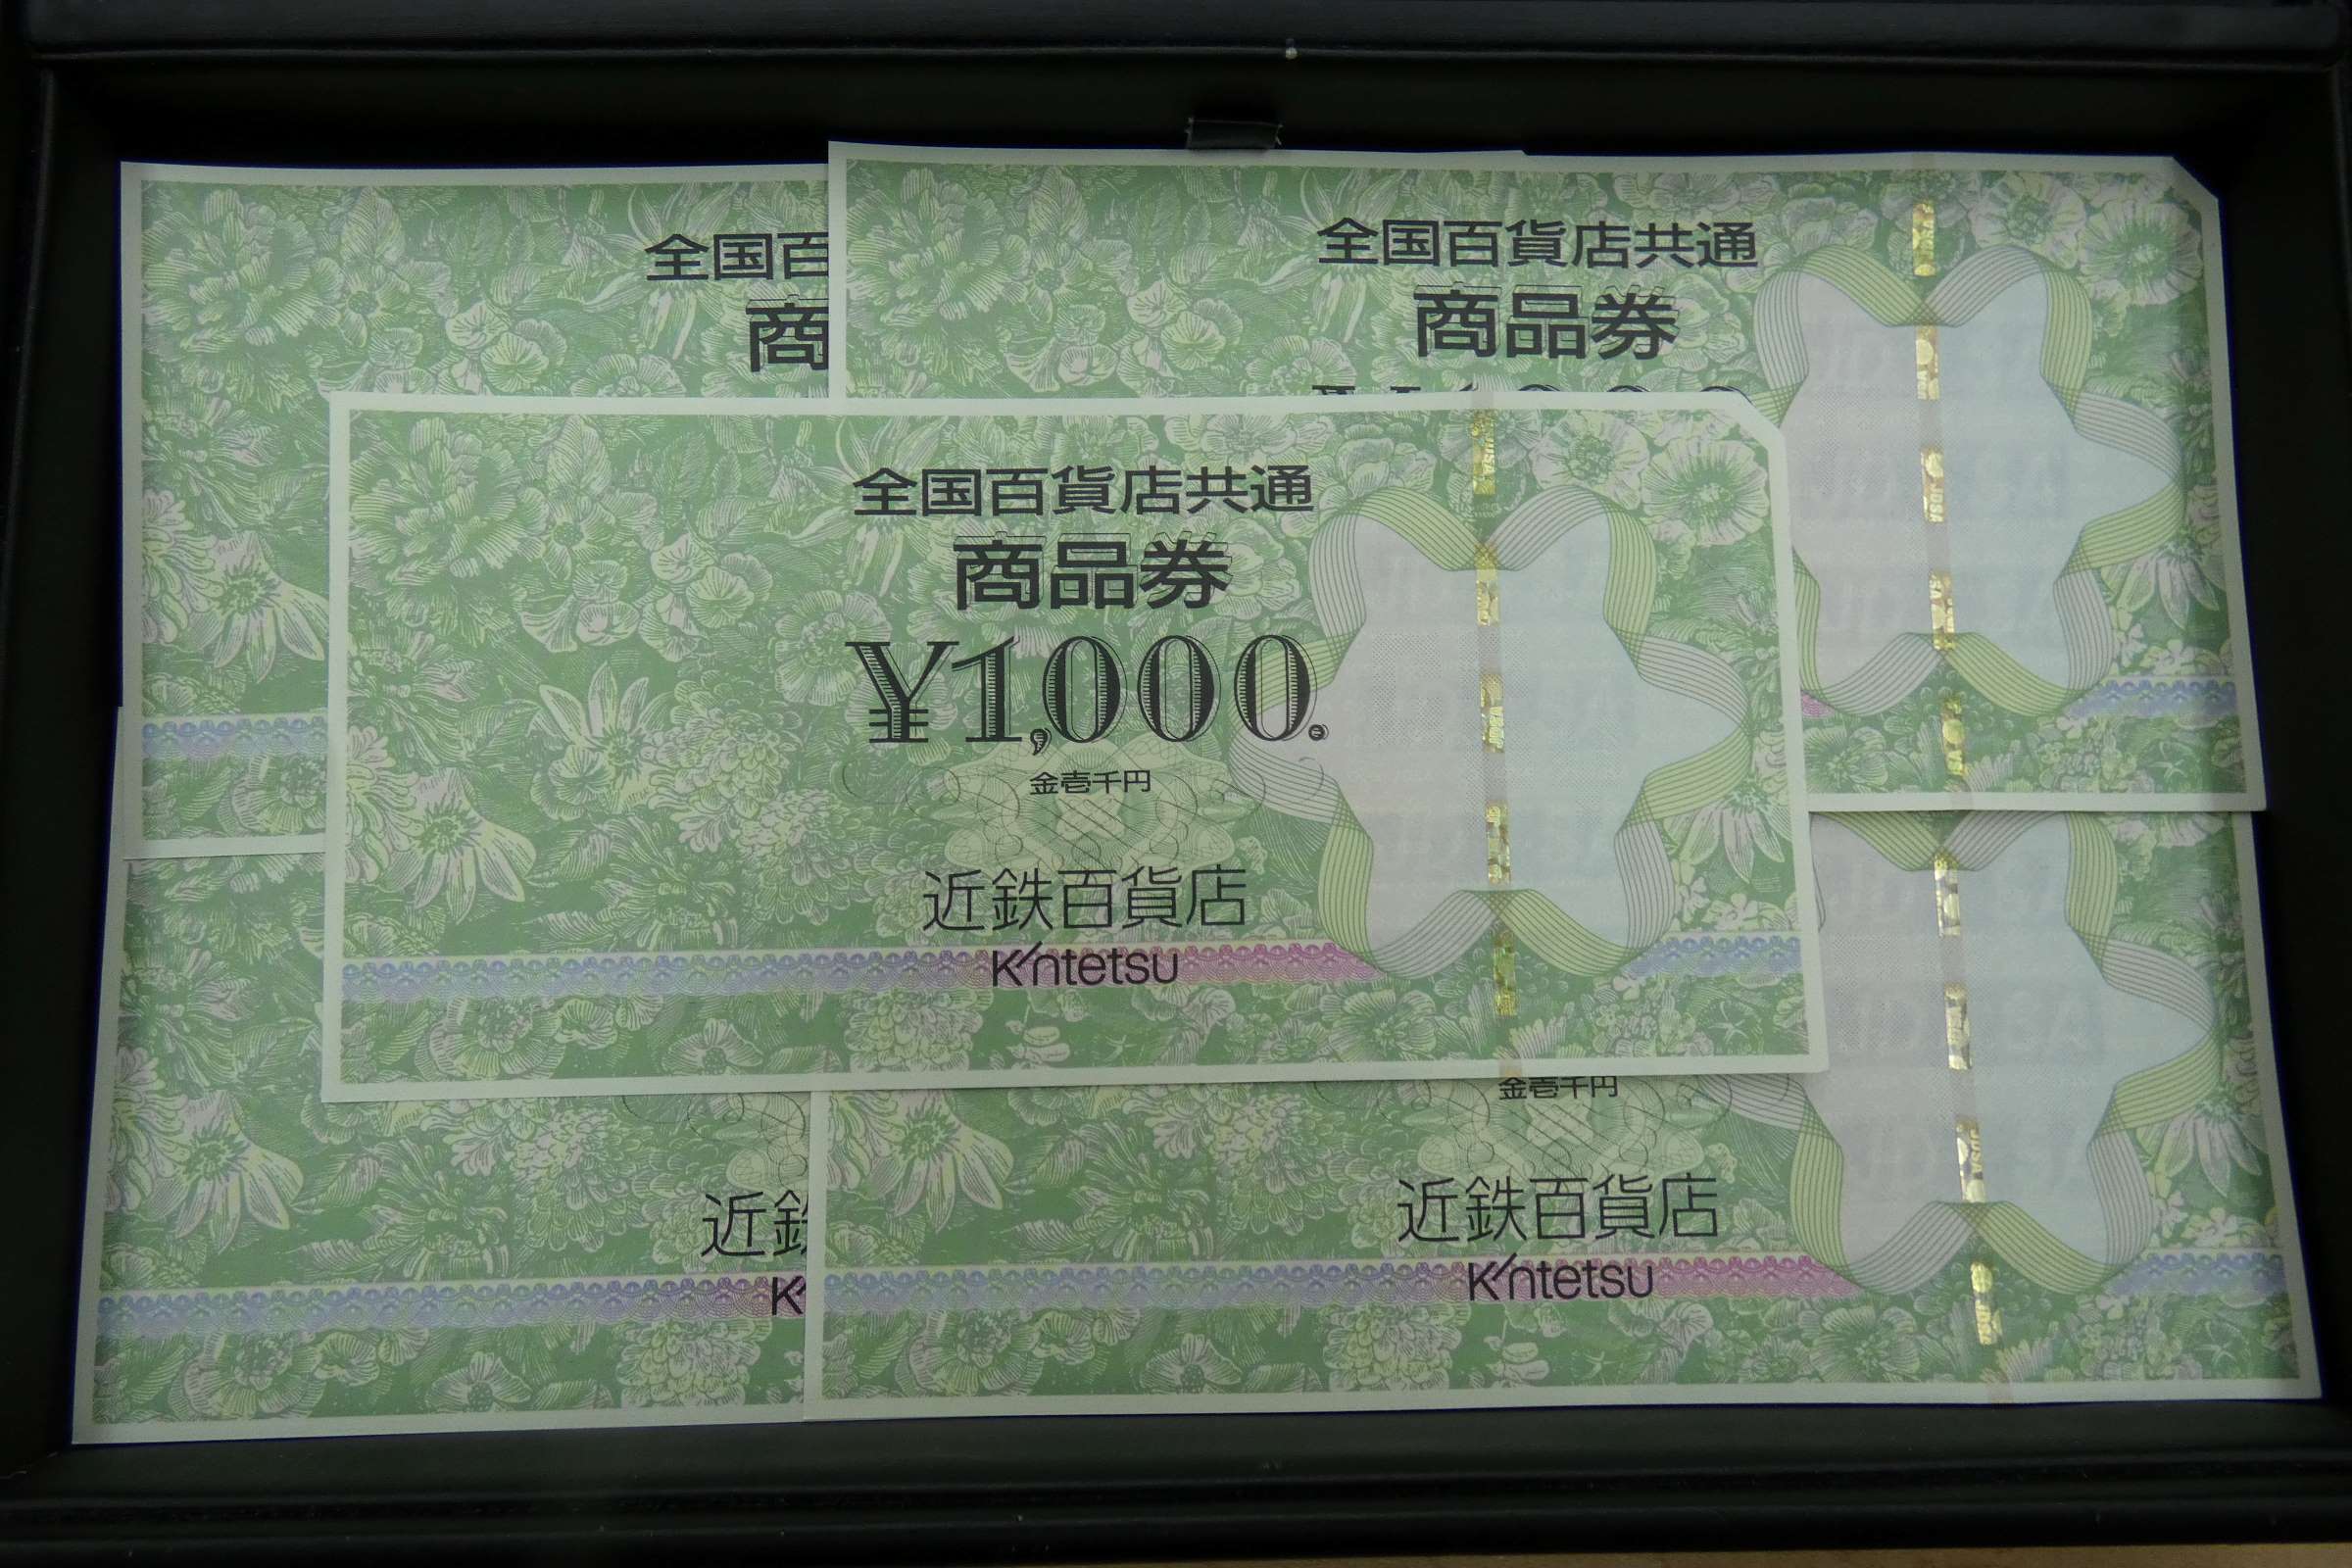 全国百
商
全国百貨店共通
商品券
全国百貨店共通
商品券
¥1,000.
金壱千円
近鉄百貨店
Kintetsu
金壱千円
近鉄百貨店
Kintetsu
近鉄
K